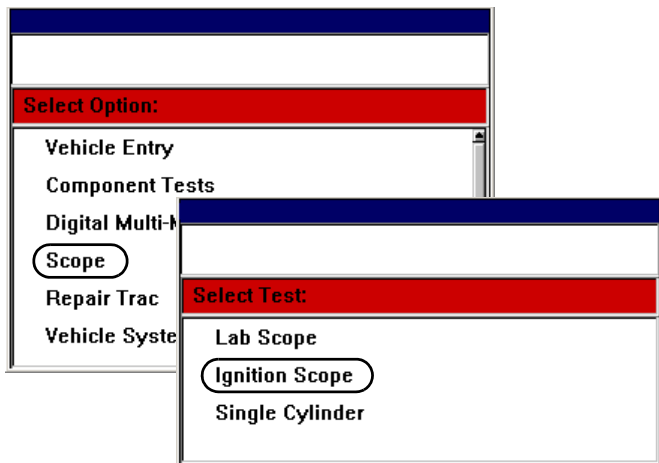 Select Option:
Vehicle Entry
Component Tests
Digital Multi-
Scope
Repair Trac
Vehicle Syste
Select Test:
Lab Scope
Ignition Scope
Single Cylinder